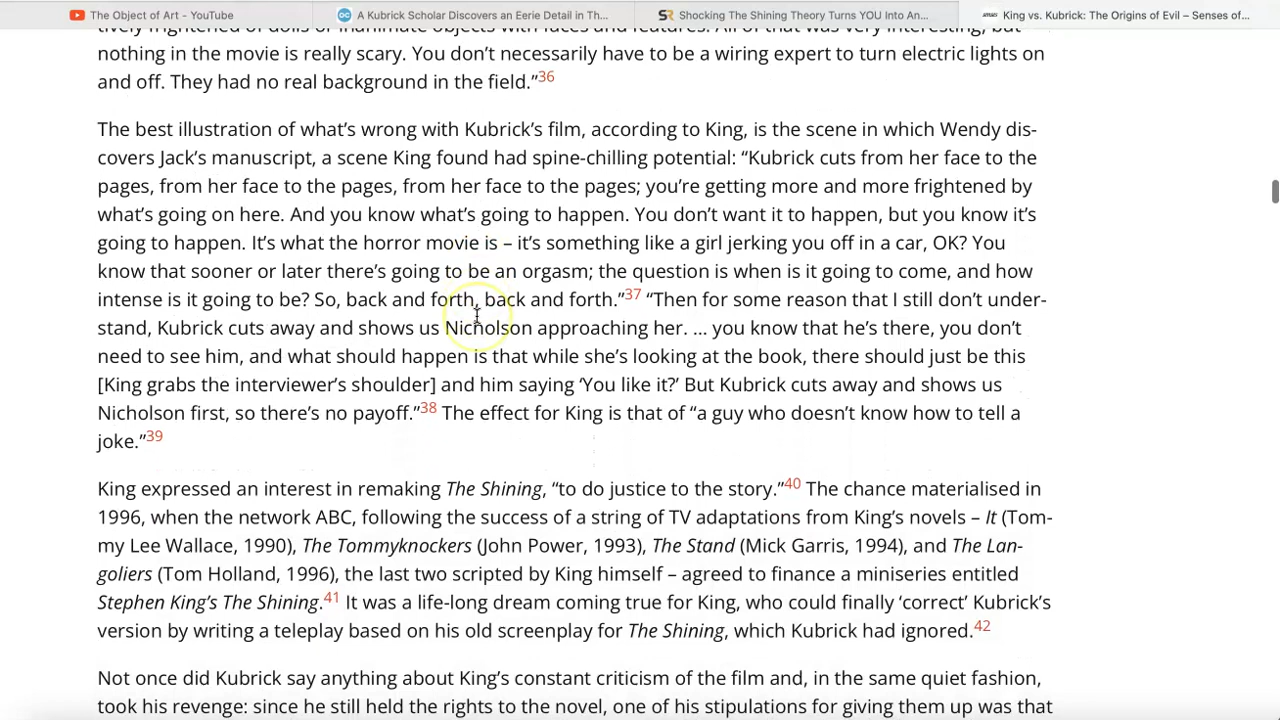 The Object of Art - YouTube
A Kubrick Scholar Discovers an Eerie Detail in Th...
Shocking The Shining Theory Turns YOU Into An...
King vs. Kubrick: The Origins of Evil – Senses of...
tively frightened of dolls or inanimate objects with faces and features. All of that was very interesting, but
nothing in the movie is really scary. You don’t necessarily have to be a wiring expert to turn electric lights on
and off. They had no real background in the field.”36
The best illustration of what’s wrong with Kubrick’s film, according to King, is the scene in which Wendy dis-
covers Jack’s manuscript, a scene King found had spine-chilling potential: “Kubrick cuts from her face to the
pages, from her face to the pages, from her face to the pages; you’re getting more and more frightened by
what’s going on here. And you know what’s going to happen. You don’t want it to happen, but you know it’s
going to happen. It’s what the horror movie is – it’s something like a girl jerking you off in a car, OK? You
know that sooner or later there’s going to be an orgasm; the question is when is it going to come, and how
intense is it going to be? So, back and forth, back and forth.”37 “Then for some reason that I still don’t under-
stand, Kubrick cuts away and shows us Nicholson approaching her. … you know that he’s there, you don’t
need to see him, and what should happen is that while she’s looking at the book, there should just be this
[King grabs the interviewer’s shoulder] and him saying ‘You like it?’ But Kubrick cuts away and shows us
Nicholson first, so there’s no payoff.”38 The effect for King is that of “a guy who doesn’t know how to tell a
joke.”39
King expressed an interest in remaking The Shining, “to do justice to the story.”40 The chance materialised in
1996, when the network ABC, following the success of a string of TV adaptations from King’s novels – It (Tom-
my Lee Wallace, 1990), The Tommyknockers (John Power, 1993), The Stand (Mick Garris, 1994), and The Lan-
goliers (Tom Holland, 1996), the last two scripted by King himself – agreed to finance a miniseries entitled
Stephen King’s The Shining.41 It was a life-long dream coming true for King, who could finally ‘correct’ Kubrick’s
version by writing a teleplay based on his old screenplay for The Shining, which Kubrick had ignored.42
Not once did Kubrick say anything about King’s constant criticism of the film and, in the same quiet fashion,
took his revenge: since he still held the rights to the novel, one of his stipulations for giving them up was that